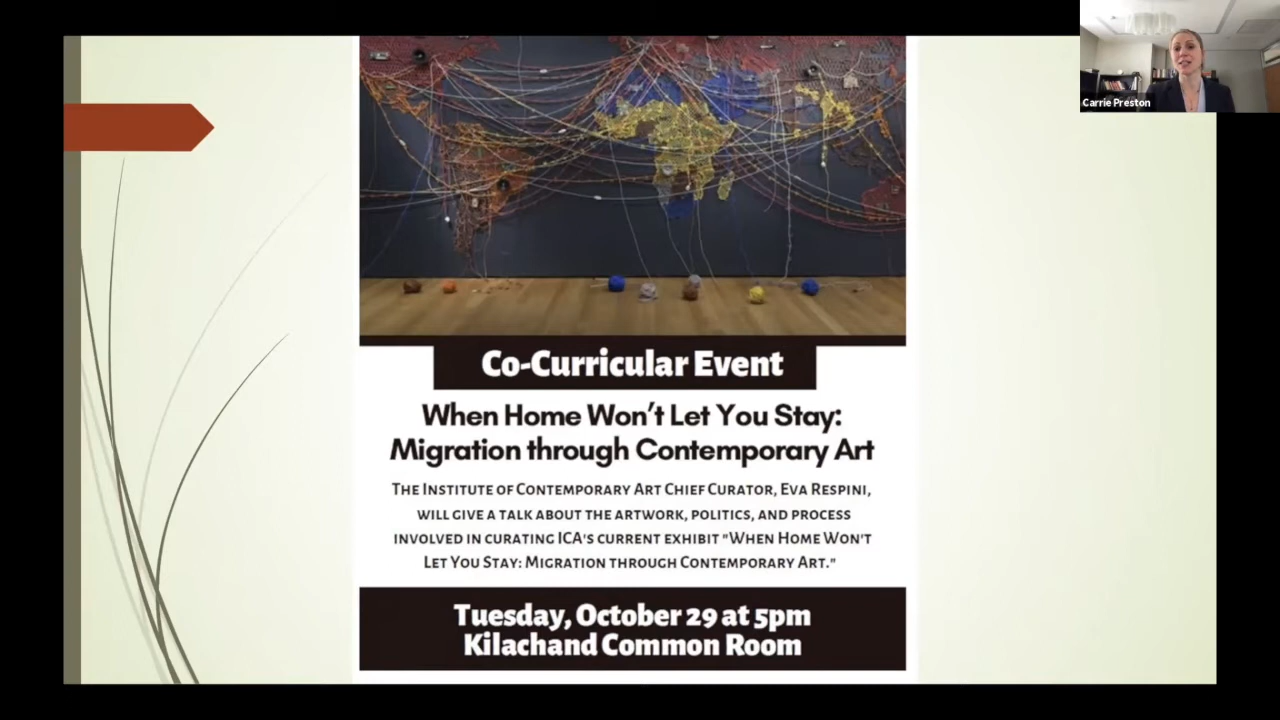 Carrie Preston
Co-Curricular Event
When Home Won't Let You Stay:
Migration through Contemporary Art
The Institute of Contemporary Art Chief Curator, Eva Respini,
will give a talk about the artwork, politics, and process
involved in curating ICA's current exhibit "When Home Won't
Let You Stay: Migration through Contemporary Art."
Tuesday, October 29 at 5pm
Kilachand Common Room